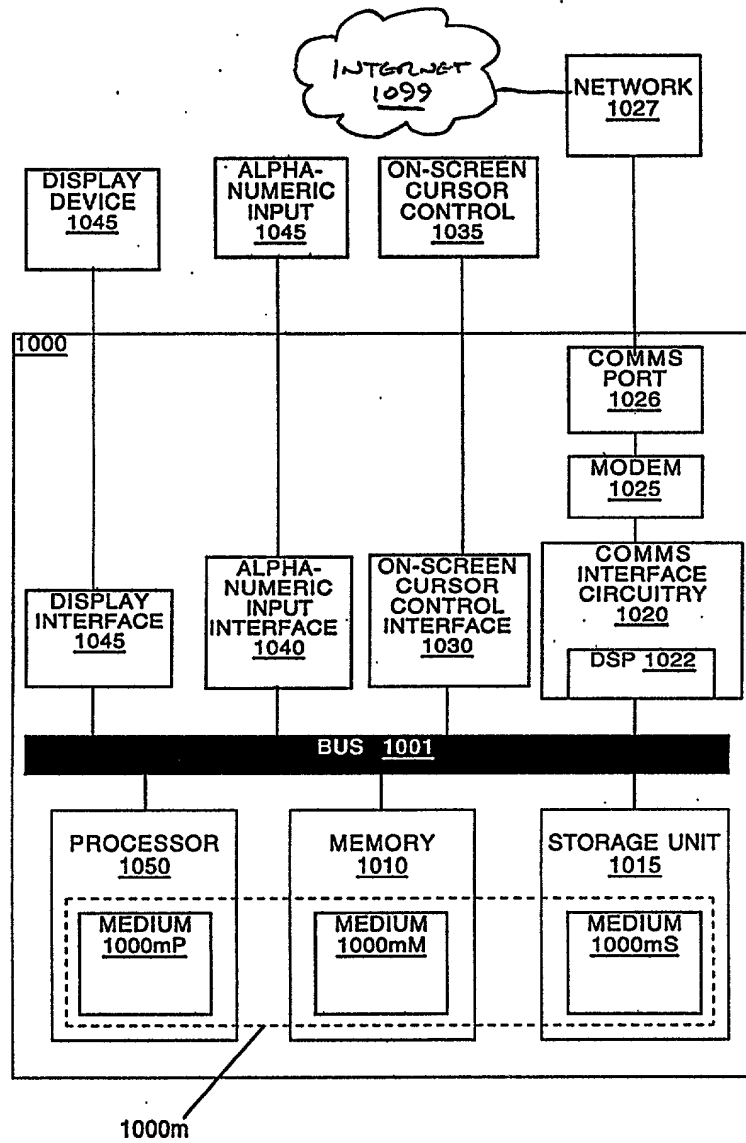 INTERNET
1099
NETWORK
1027
DISPLAY
DEVICE
1045
ALPHA-
NUMERIC
INPUT
1045
ON-SCREEN
CURSOR
CONTROL
1035
1000
COMMS
PORT
1026
MODEM
1025
COMMS
INTERFACE
CIRCUITRY
1020
DSP 1022
DISPLAY
INTERFACE
1045
ALPHA-
NUMERIC
INPUT
INTERFACE
1040
ON-SCREEN
CURSOR
CONTROL
INTERFACE
1030
BUS 1001
PROCESSOR
1050
MEMORY
1010
STORAGE UNIT
1015
MEDIUM
1000mP
MEDIUM
1000mM
MEDIUM
1000mS
1000m